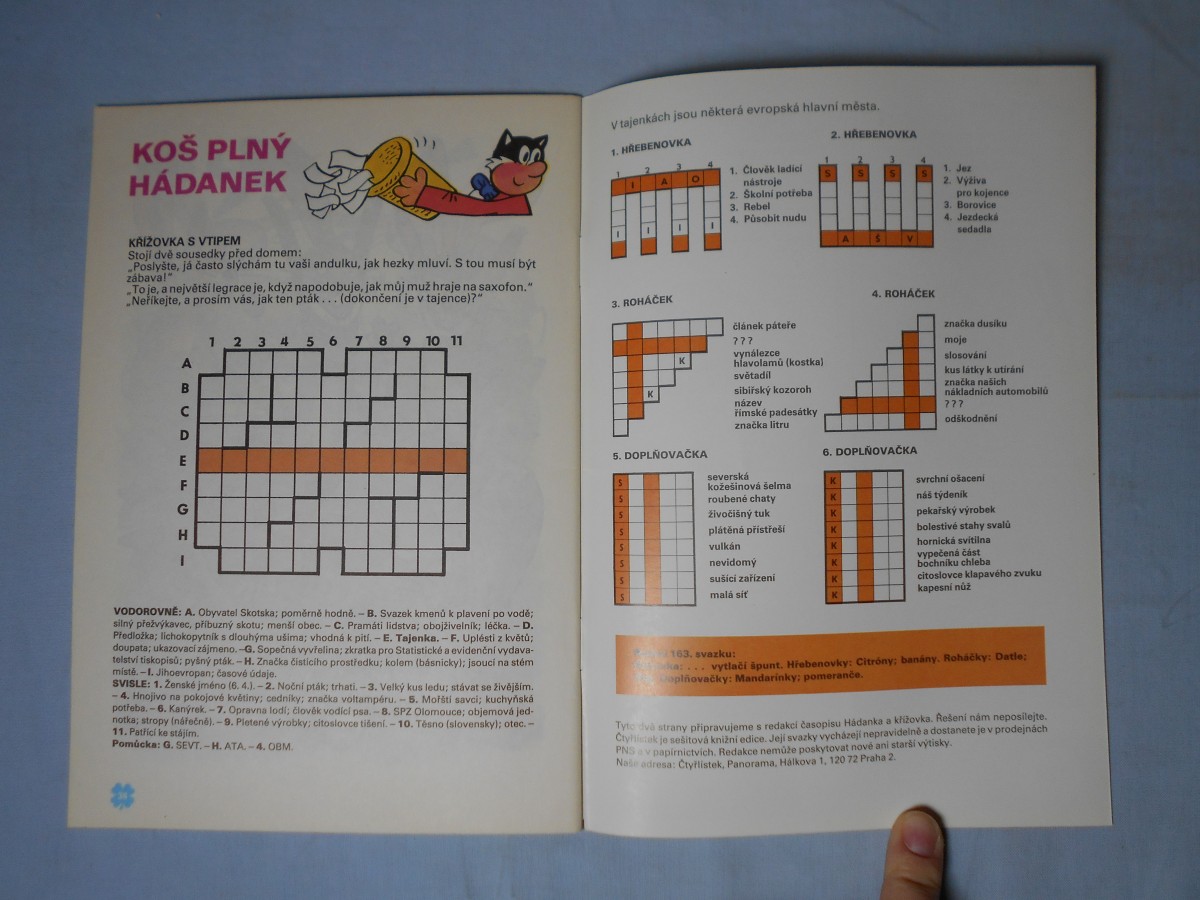 KOŠ PLNÝ
HÁDANEK
KŘÍŽOVKA S VTIPEM
Stojí dvě sousedky před domem:
„Poslyšte, já často slýchám tu vaši andulku, jak hezky mluví. S tou musí být
zábava!“
„To je, a největší legrace je, když napodobuje, jak můj muž hraje na saxofon.“
„Neříkejte, a prosím vás, jak ten pták . . . (dokončení je v tajence)?“
1 2 3 4 5 6 7 8 9 10 11
A
B
C
D
E
F
G
H
I
VODOROVNĚ: A. Obyvatel Skotska; poměrně hodně. – B. Svazek kmenů k plavení po vodě;
silný přežvýkavec, příbuzný skotu; menší obec. – C. Pramáti lidstva; obojživelník; léčka. – D.
Předložka; lichokopytník s dlouhýma ušima; vhodná k pití. – E. Tajenka. – F. Uplésti z květů;
doupata; ukazovací zájmeno. –G. Sopečná vyvřelina; zkratka pro Statistické a evidenční vydava-
telství tiskopisů; pyšný pták. – H. Značka čisticího prostředku; kolem (básnicky); jsoucí na stém
místě. – I. Jihoevropan; časové údaje.
SVISLE: 1. Ženské jméno (6. 4.). – 2. Noční pták; trhati. – 3. Velký kus ledu; stávat se živějším.
– 4. Hnojivo na pokojové květiny; cedníky; značka voltampéru. – 5. Mořští savci; kuchyňská
potřeba. – 6. Kanýrek. – 7. Opravna lodí; člověk vodící psa. – 8. SPZ Olomouce; objemová jed-
notka; stropy (nářečně). – 9. Pletené výrobky; citoslovce tišení. – 10. Těsno (slovensky); otec. –
11. Patřící ke stájím.
Pomůcka: G. SEVT. – H. ATA. – 4. OBM.
V tajenkách jsou některá evropská hlavní města.
1. HŘEBENOVKA
1 2 3 4
I A O
I I I I
1. Člověk ladící
nástroje
2. Školní potřeba
3. Rebel
4. Působit nudu
2. HŘEBENOVKA
1 2 3 4
S S S S
A Š V
1. Jez
2. Výživa
pro kojence
3. Borovice
4. Jezdecká
sedadla
3. ROHÁČEK
K
K
článek páteře
? ? ?
vynálezce
hlavolamů (kostka)
světadíl
sibiřský kozoroh
název
římské padesátky
značka litru
4. ROHÁČEK
značka dusíku
moje
slosování
kus látky k utírání
značka našich
nákladních automobilů
? ? ?
odškodnění
5. DOPLŇOVAČKA
S
S
S
S
S
S
S
S
severská
kožešinová šelma
roubené chaty
živočišný tuk
plátěná přístřeší
vulkán
nevidomý
sušicí zařízení
malá síť
6. DOPLŇOVAČKA
K
K
K
K
K
K
K
K
svrchní ošacení
náš týdeník
pekařský výrobek
bolestivé stahy svalů
hornická svítilna
vypečená část
bochníku chleba
citoslovce klapavého zvuku
kapesní nůž
163. svazku:
. . . vytlačí špunt. Hřebenovky: Citróny; banány. Roháčky: Datle;
Doplňovačky: Mandarinky; pomeranče.
Tyto dvě strany připravujeme s redakcí časopisu Hádanka a křížovka. Řešení nám neposílejte.
Čtyřlístek je sešitová knižní edice. Její svazky vycházejí nepravidelně a dostanete je v prodejnách
PNS a v papírnictvích. Redakce nemůže poskytovat nové ani starší výtisky.
Naše adresa: Čtyřlístek, Panorama, Hálkova 1, 120 72 Praha 2.